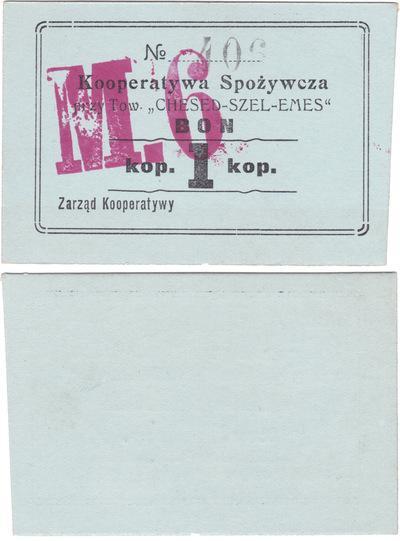 № 406
Kooperatywa Spożywcza
przy Tow. „CHESED-SZEL-EMES“
BON
kop. 1 kop.
Zarząd Kooperatywy
M.6